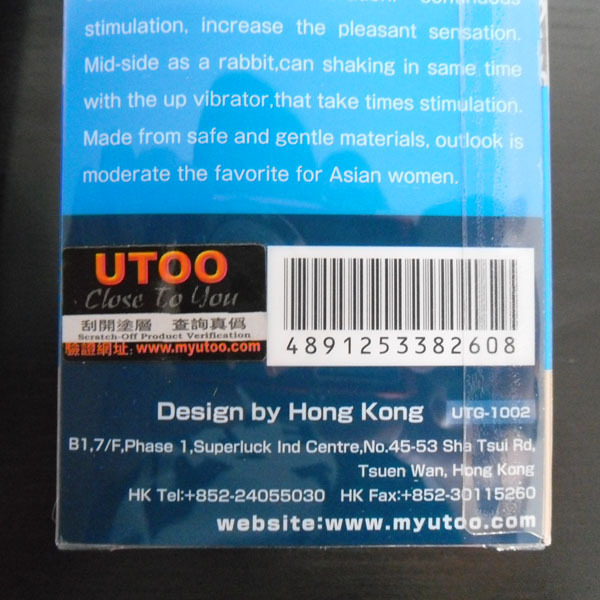 continuous
stimulation, increase the pleasant sensation.
Mid-side as a rabbit,can shaking in same time
with the up vibrator,that take times stimulation.
Made from safe and gentle materials, outlook is
moderate the favorite for Asian women.
UTOO
Close To You
刮開塗層 查詢真僞
Scratch-Off Product Verification
驗證網址: www.myutoo.com
4891253382608
Design by Hong Kong UTG-1002
B1,7/F,Phase 1,Superluck Ind Centre,No.45-53 Sha Tsui Rd,
Tsuen Wan, Hong Kong
HK Tel:+852-24055030 HK Fax:+852-30115260
website:www.myutoo.com